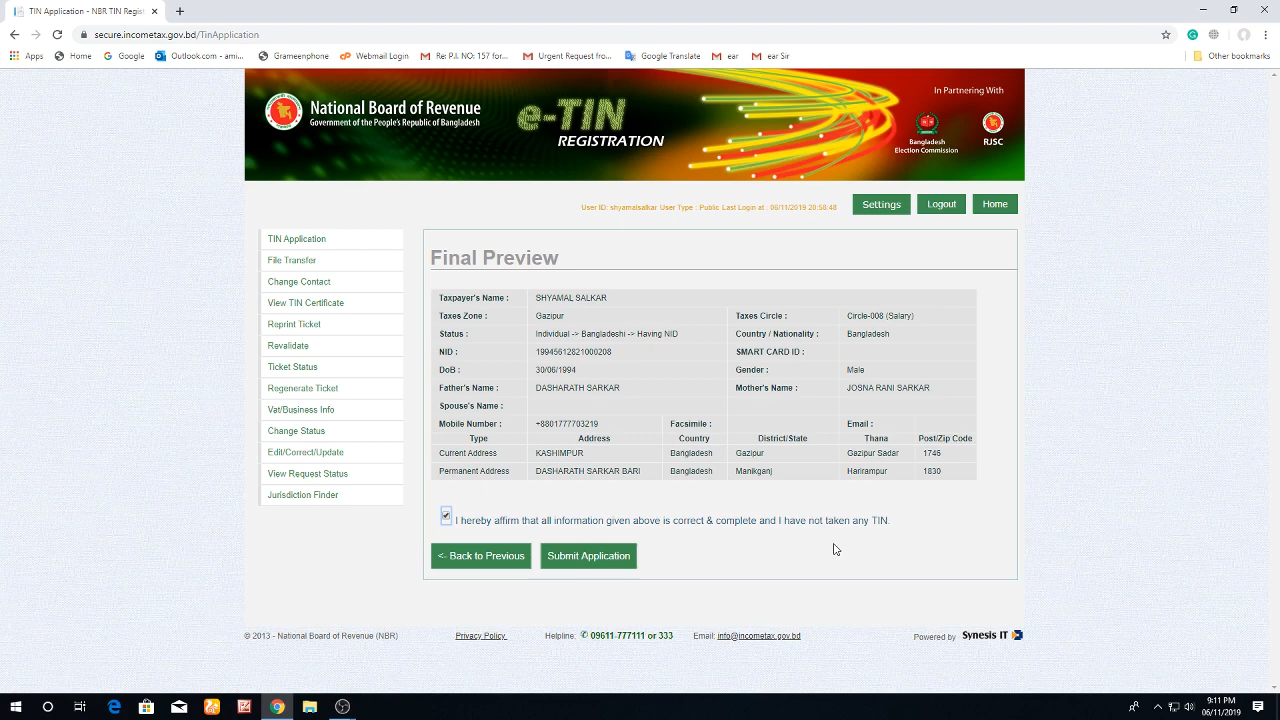 TIN Application - NBR TIN Regist
secure.incometax.gov.bd/TinApplication
Apps Home Google Outlook.com - ami... Grameenphone Webmail Login Re: P.I. NO: 157 for... Urgent Request fro... Google Translate ear ear Sir Other bookmarks
National Board of Revenue
Government of the People's Republic of Bangladesh
e-TIN
REGISTRATION
In Partnering With
Bangladesh
Election Commission
RJSC
User ID: shyamalsalkar User Type : Public Last Login at : 06/11/2019 20:58:48
Settings Logout Home
TIN Application
File Transfer
Change Contact
View TIN Certificate
Reprint Ticket
Revalidate
Ticket Status
Regenerate Ticket
Vat/Business Info
Change Status
Edit/Correct/Update
View Request Status
Jurisdiction Finder
Final Preview
Taxpayer's Name : SHYAMAL SALKAR
Taxes Zone : Gazipur Taxes Circle : Circle-008 (Salary)
Status : Individual -> Bangladeshi -> Having NID Country / Nationality : Bangladesh
NID : 19945612821000208 SMART CARD ID :
DoB : 30/06/1994 Gender : Male
Father's Name : DASHARATH SARKAR Mother's Name : JOSNA RANI SARKAR
Spouse's Name :
Mobile Number : +8801777703219 Facsimile : Email :
Type Address Country District/State Thana Post/Zip Code
Current Address KASHIMPUR Bangladesh Gazipur Gazipur Sadar 1746
Permanent Address DASHARATH SARKAR BARI Bangladesh Manikganj Harirampur 1830
I hereby affirm that all information given above is correct & complete and I have not taken any TIN.
<- Back to Previous Submit Application
© 2013 - National Board of Revenue (NBR) Privacy Policy Helpline: 09611-777111 or 333 Email: info@incometax.gov.bd Powered by Synesis IT
9:11 PM
06/11/2019